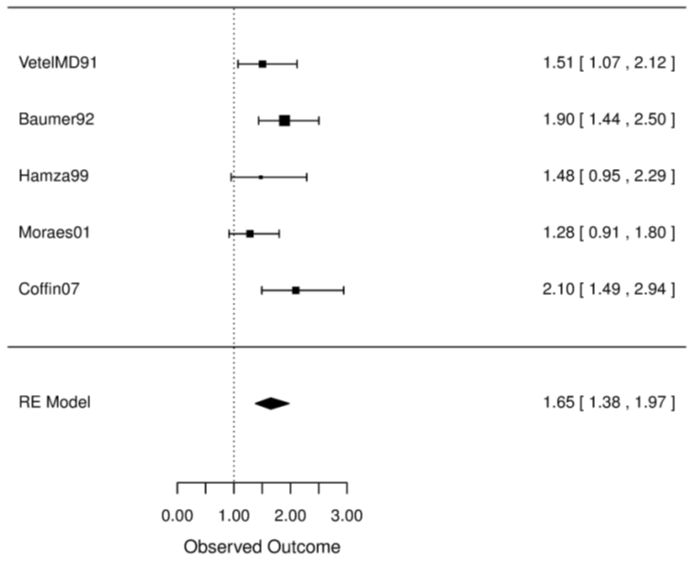 VetelMD91 1.51 [ 1.07 , 2.12 ]
Baumer92 1.90 [ 1.44 , 2.50 ]
Hamza99 1.48 [ 0.95 , 2.29 ]
Moraes01 1.28 [ 0.91 , 1.80 ]
Coffin07 2.10 [ 1.49 , 2.94 ]
RE Model 1.65 [ 1.38 , 1.97 ]
0.00 1.00 2.00 3.00
Observed Outcome